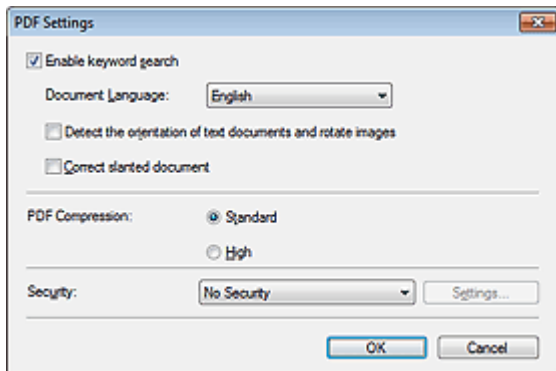 PDF Settings
Enable keyword search
Document Language: English
Detect the orientation of text documents and rotate images
Correct slanted document
PDF Compression: Standard
High
Security: No Security Settings...
OK Cancel